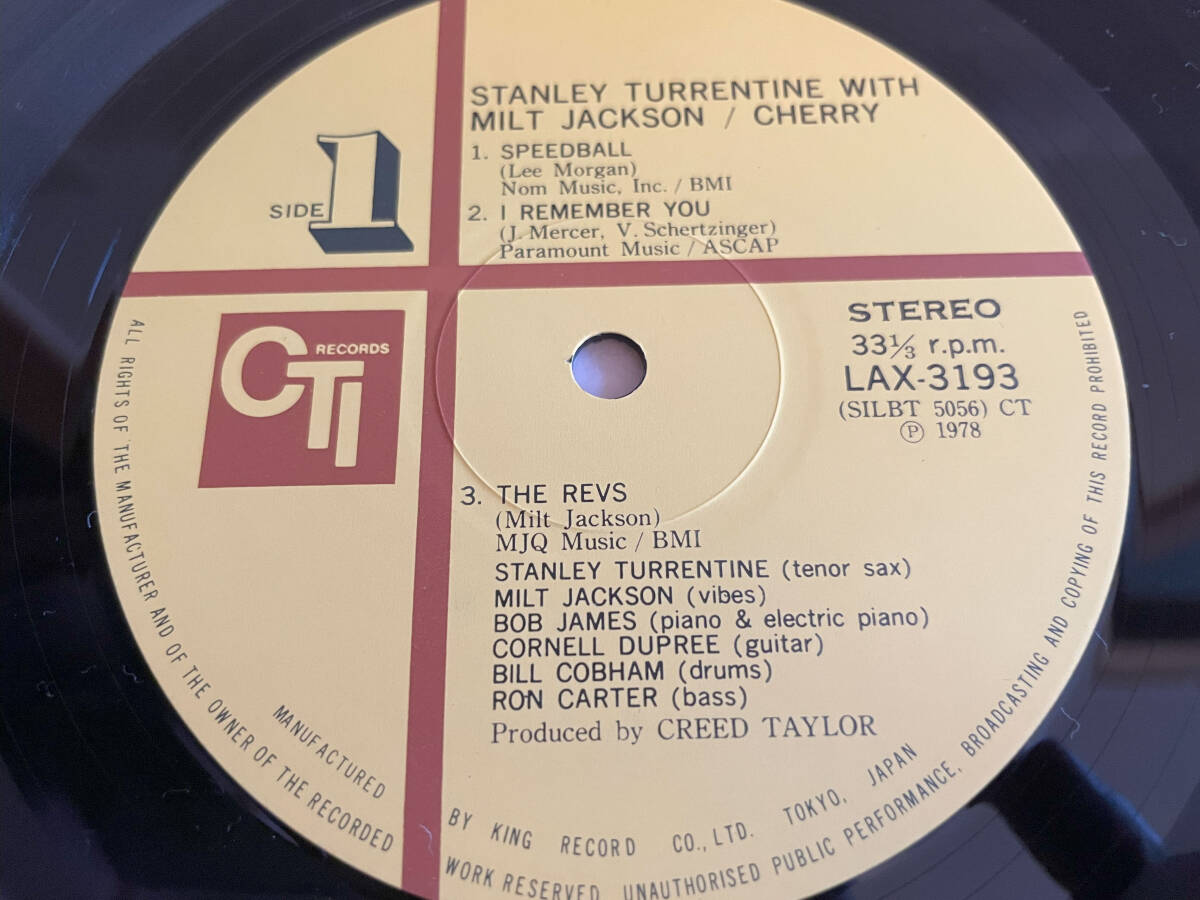 STANLEY TURRENTINE WITH
MILT JACKSON / CHERRY
1. SPEEDBALL
(Lee Morgan)
Nom Music, Inc. / BMI
2. I REMEMBER YOU
(J. Mercer, V. Schertzinger)
Paramount Music / ASCAP
SIDE 1
CTI RECORDS
STEREO
33⅓ r.p.m.
LAX-3193
(SILBT 5056) CT
Ⓟ 1978
3. THE REVS
(Milt Jackson)
MJQ Music / BMI
STANLEY TURRENTINE (tenor sax)
MILT JACKSON (vibes)
BOB JAMES (piano & electric piano)
CORNELL DUPREE (guitar)
BILL COBHAM (drums)
RON CARTER (bass)
Produced by CREED TAYLOR
MANUFACTURED BY KING RECORD CO., LTD. TOKYO, JAPAN
ALL RIGHTS OF THE MANUFACTURER AND OF THE OWNER OF THE RECORDED WORK RESERVED. UNAUTHORISED PUBLIC PERFORMANCE, BROADCASTING AND COPYING OF THIS RECORD PROHIBITED